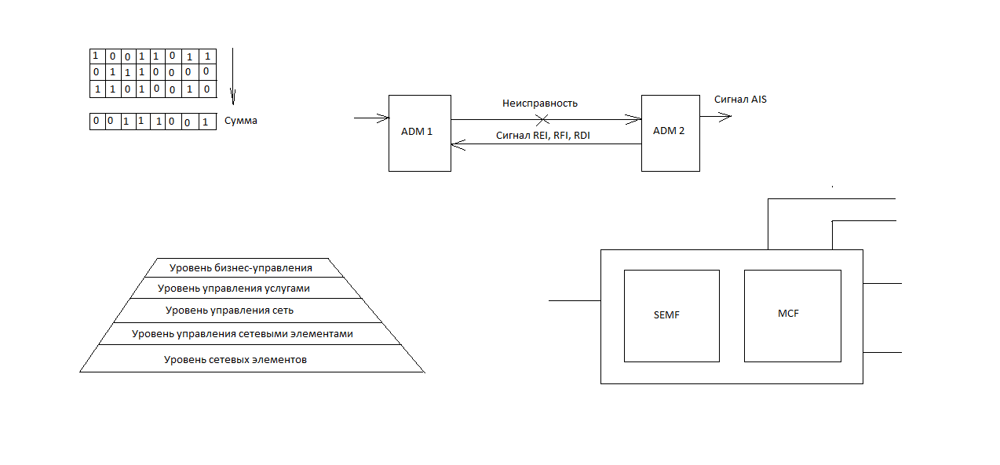 1 0 0 1 1 0 1 1
0 1 1 1 0 0 0 0
1 1 0 1 0 0 1 0
0 0 1 1 1 0 0 1 Сумма
ADM 1
Неисправность
Сигнал REI, RFI, RDI
ADM 2
Сигнал AIS
Уровень бизнес-управления
Уровень управления услугами
Уровень управления сеть
Уровень управления сетевыми элементами
Уровень сетевых элементов
SEMF
MCF